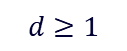 𝑑 ≥ 1